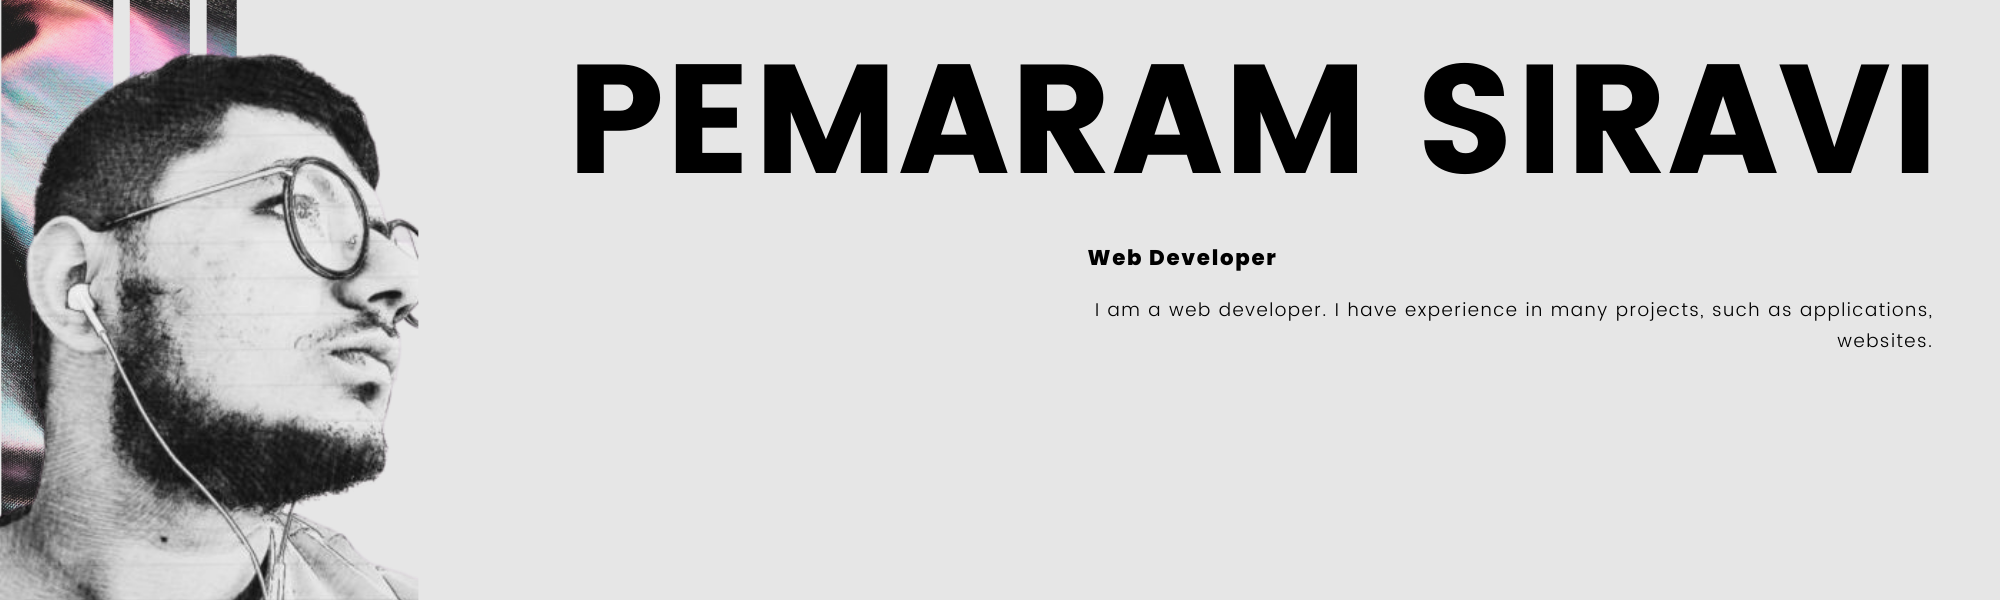 PEMARAM SIRAVI
Web Developer
I am a web developer. I have experience in many projects, such as applications,
websites.